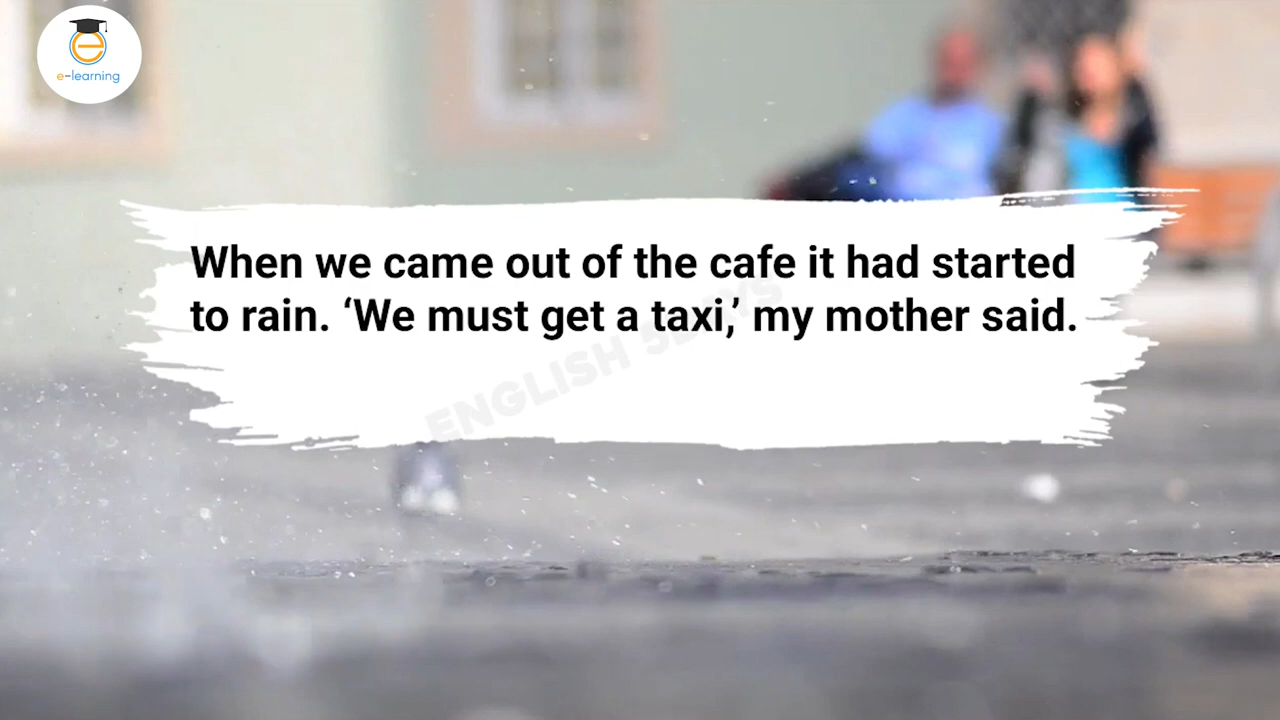 e-learning
When we came out of the cafe it had started
to rain. ‘We must get a taxi,’ my mother said.